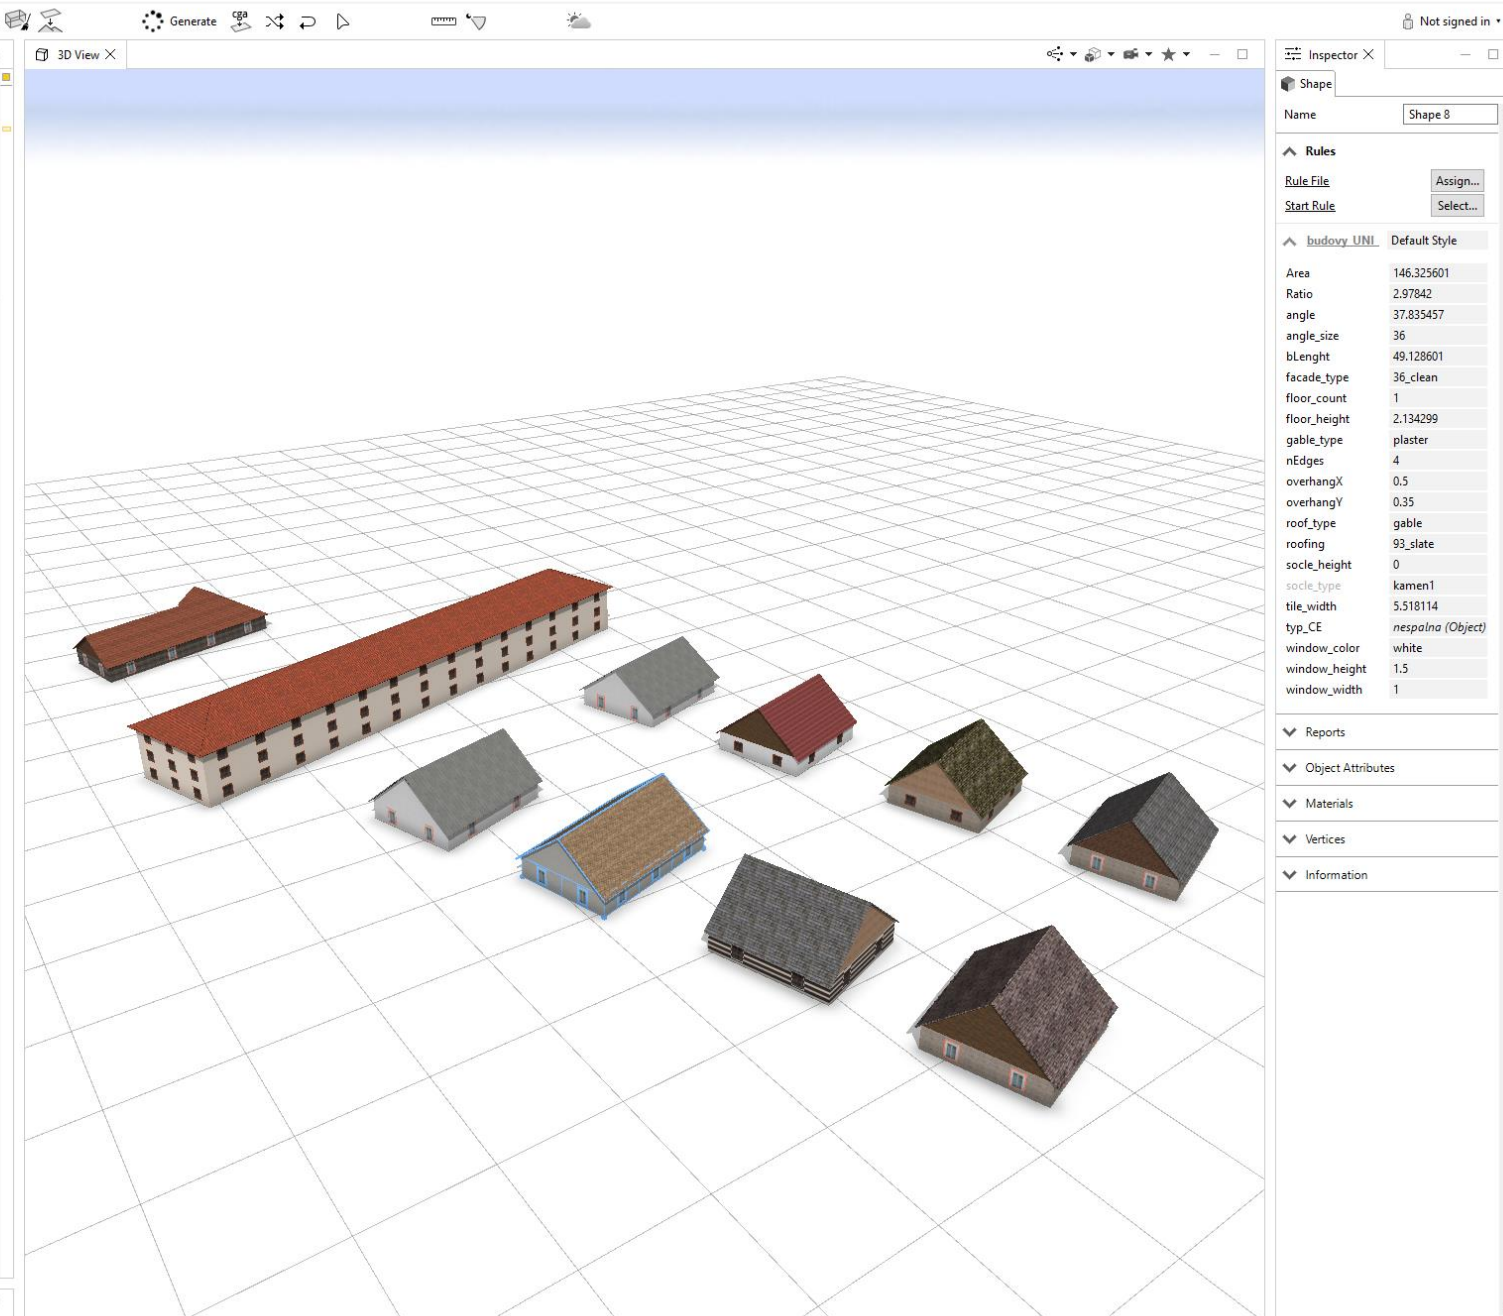 Generate
cga
Not signed in
3D View
Inspector
Shape
Name Shape 8
Rules
Rule File Assign...
Start Rule Select...
budovy_UNI_ Default Style
Area 146.325601
Ratio 2.97842
angle 37.835457
angle_size 36
bLenght 49.128601
facade_type 36_clean
floor_count 1
floor_height 2.134299
gable_type plaster
nEdges 4
overhangX 0.5
overhangY 0.35
roof_type gable
roofing 93_slate
socle_height 0
socle_type kamen1
tile_width 5.518114
typ_CE nespalna (Object)
window_color white
window_height 1.5
window_width 1
Reports
Object Attributes
Materials
Vertices
Information